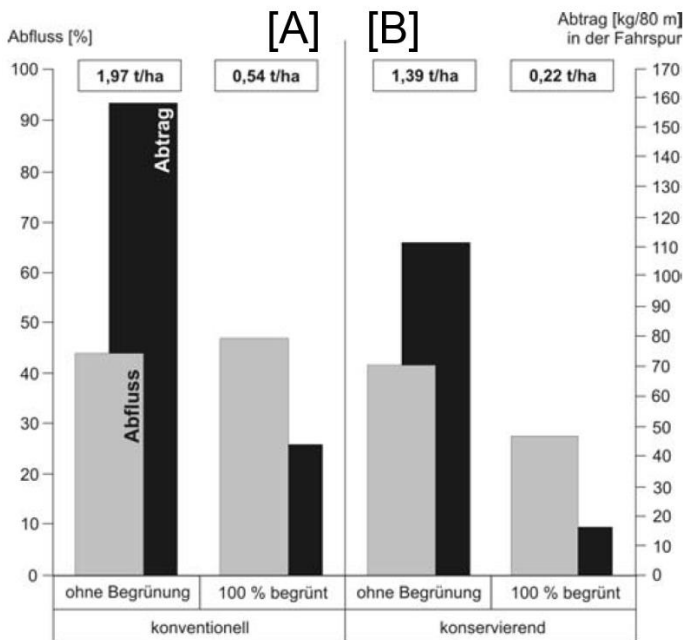 Abfluss [%]
[A]
[B]
Abtrag [kg/80 m]
in der Fahrspur
1,97 t/ha
0,54 t/ha
1,39 t/ha
0,22 t/ha
100
90
80
70
60
50
40
30
20
10
0
Abtrag
Abfluss
170
160
150
140
130
120
110
100
90
80
70
60
50
40
30
20
10
0
ohne Begrünung
100 % begrünt
ohne Begrünung
100 % begrünt
konventionell
konservierend